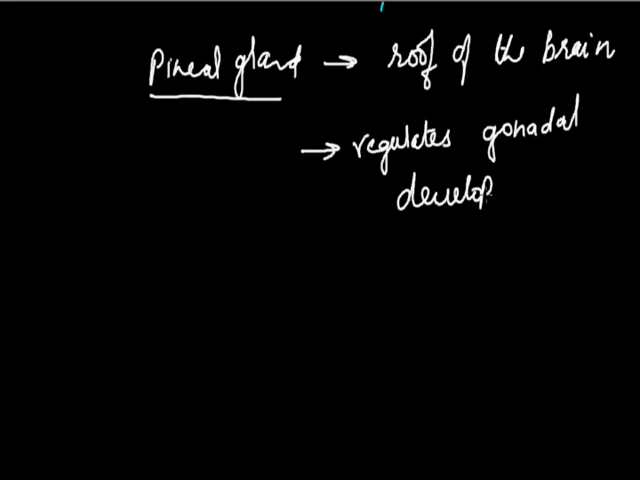 Pineal gland → roof of the brain
→ regulates gonadal
develop